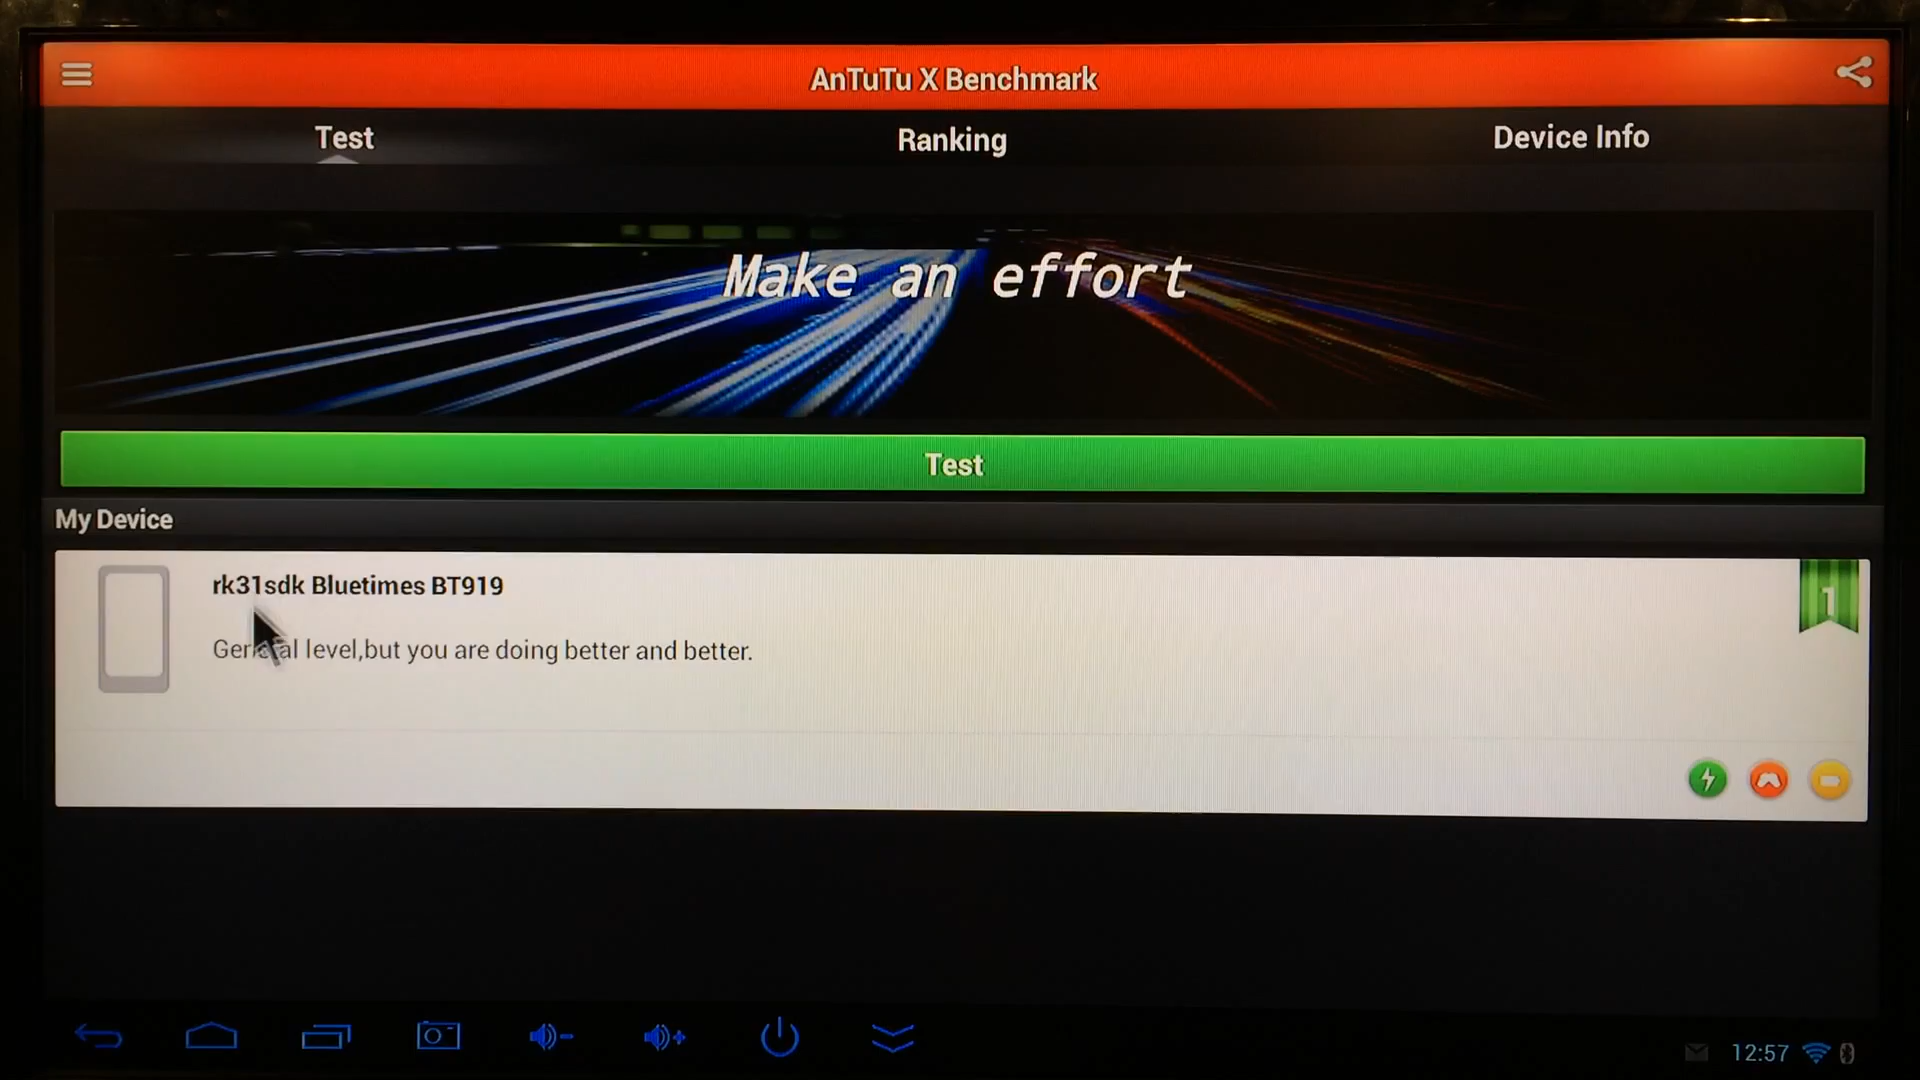 AnTuTu X Benchmark
Test
Ranking
Device Info
Make an effort
Test
My Device
rk31sdk Bluetimes BT919
1
General level,but you are doing better and better.
12:57